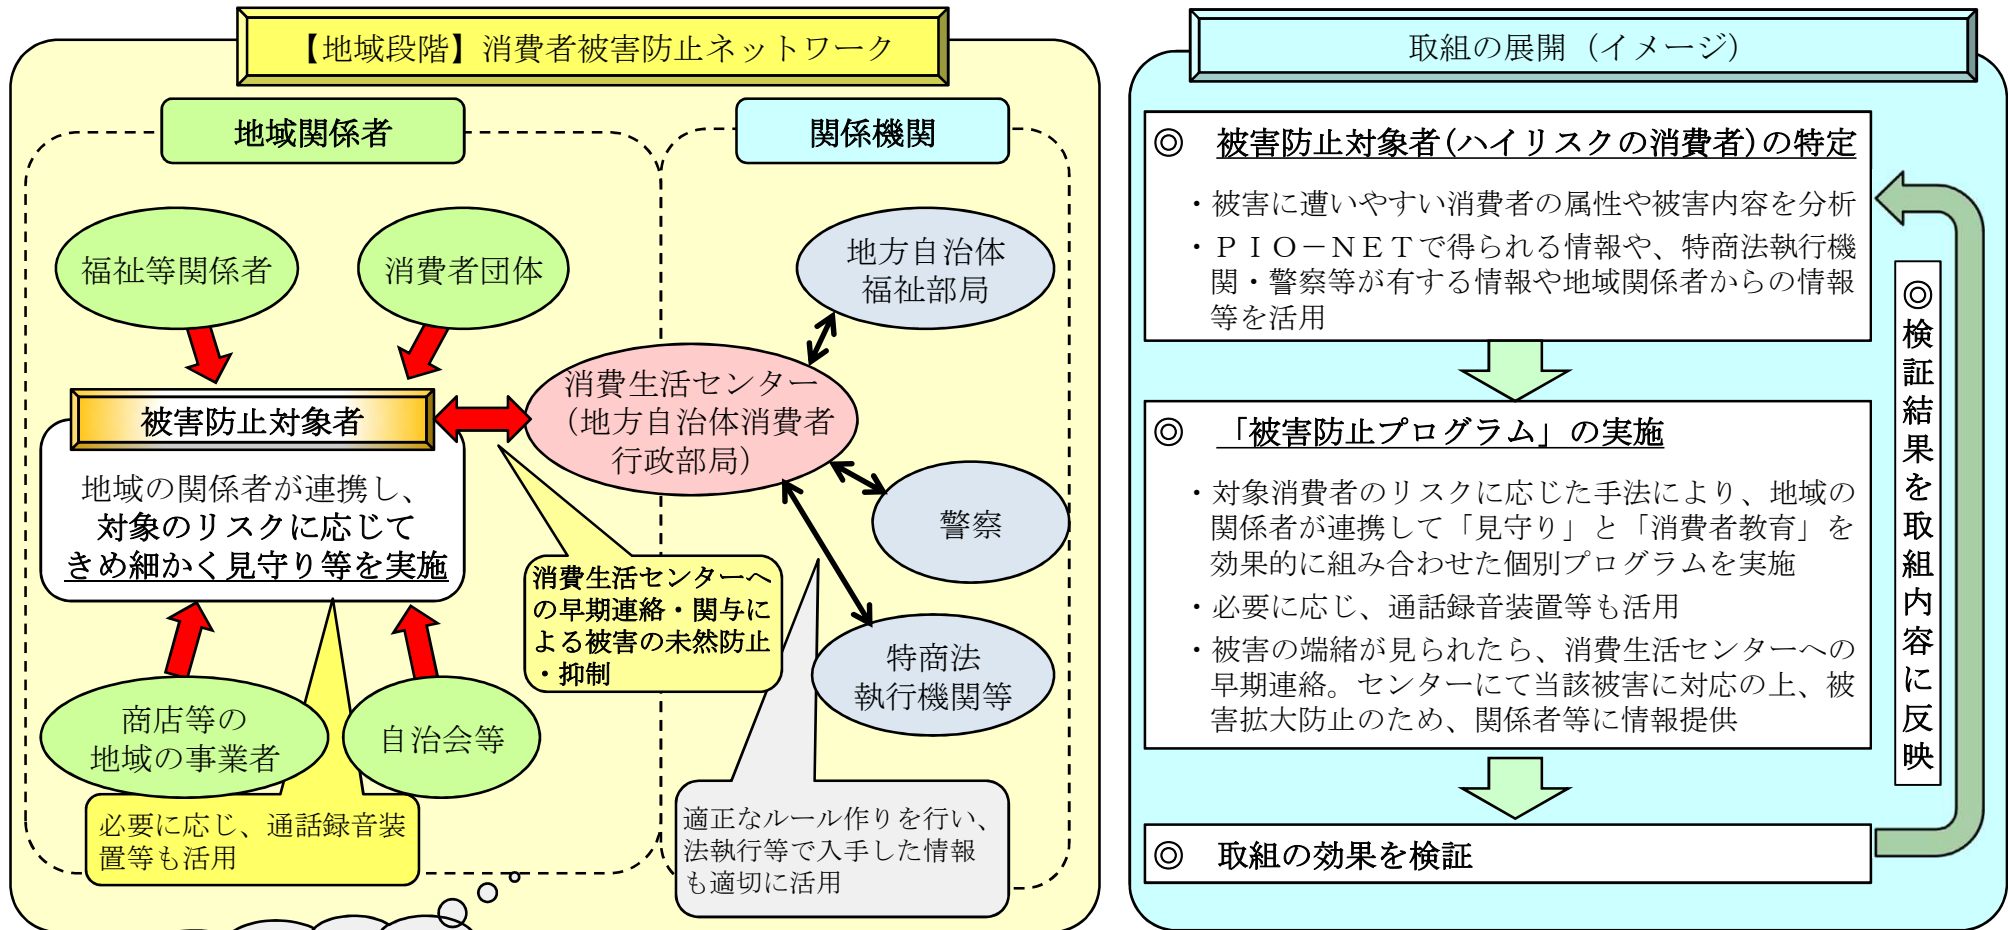 【地域段階】消費者被害防止ネットワーク
地域関係者
関係機関
福祉等関係者
消費者団体
地方自治体
福祉部局
被害防止対象者
地域の関係者が連携し、
対象のリスクに応じて
きめ細かく見守り等を実施
消費生活センター
(地方自治体消費者
行政部局)
警察
消費生活センターへ
の早期連絡・関与に
よる被害の未然防止
・抑制
特商法
執行機関等
商店等の
地域の事業者
自治会等
必要に応じ、通話録音装
置等も活用
適正なルール作りを行い、
法執行等で入手した情報
も適切に活用
取組の展開(イメージ)
◎ 被害防止対象者(ハイリスクの消費者)の特定
・被害に遭いやすい消費者の属性や被害内容を分析
・PIO-NETで得られる情報や、特商法執行機
関・警察等が有する情報や地域関係者からの情報
等を活用
◎ 「被害防止プログラム」の実施
・対象消費者のリスクに応じた手法により、地域の
関係者が連携して「見守り」と「消費者教育」を
効果的に組み合わせた個別プログラムを実施
・必要に応じ、通話録音装置等も活用
・被害の端緒が見られたら、消費生活センターへの
早期連絡。センターにて当該被害に対応の上、被
害拡大防止のため、関係者等に情報提供
◎ 取組の効果を検証
◎検証結果を取組内容に反映